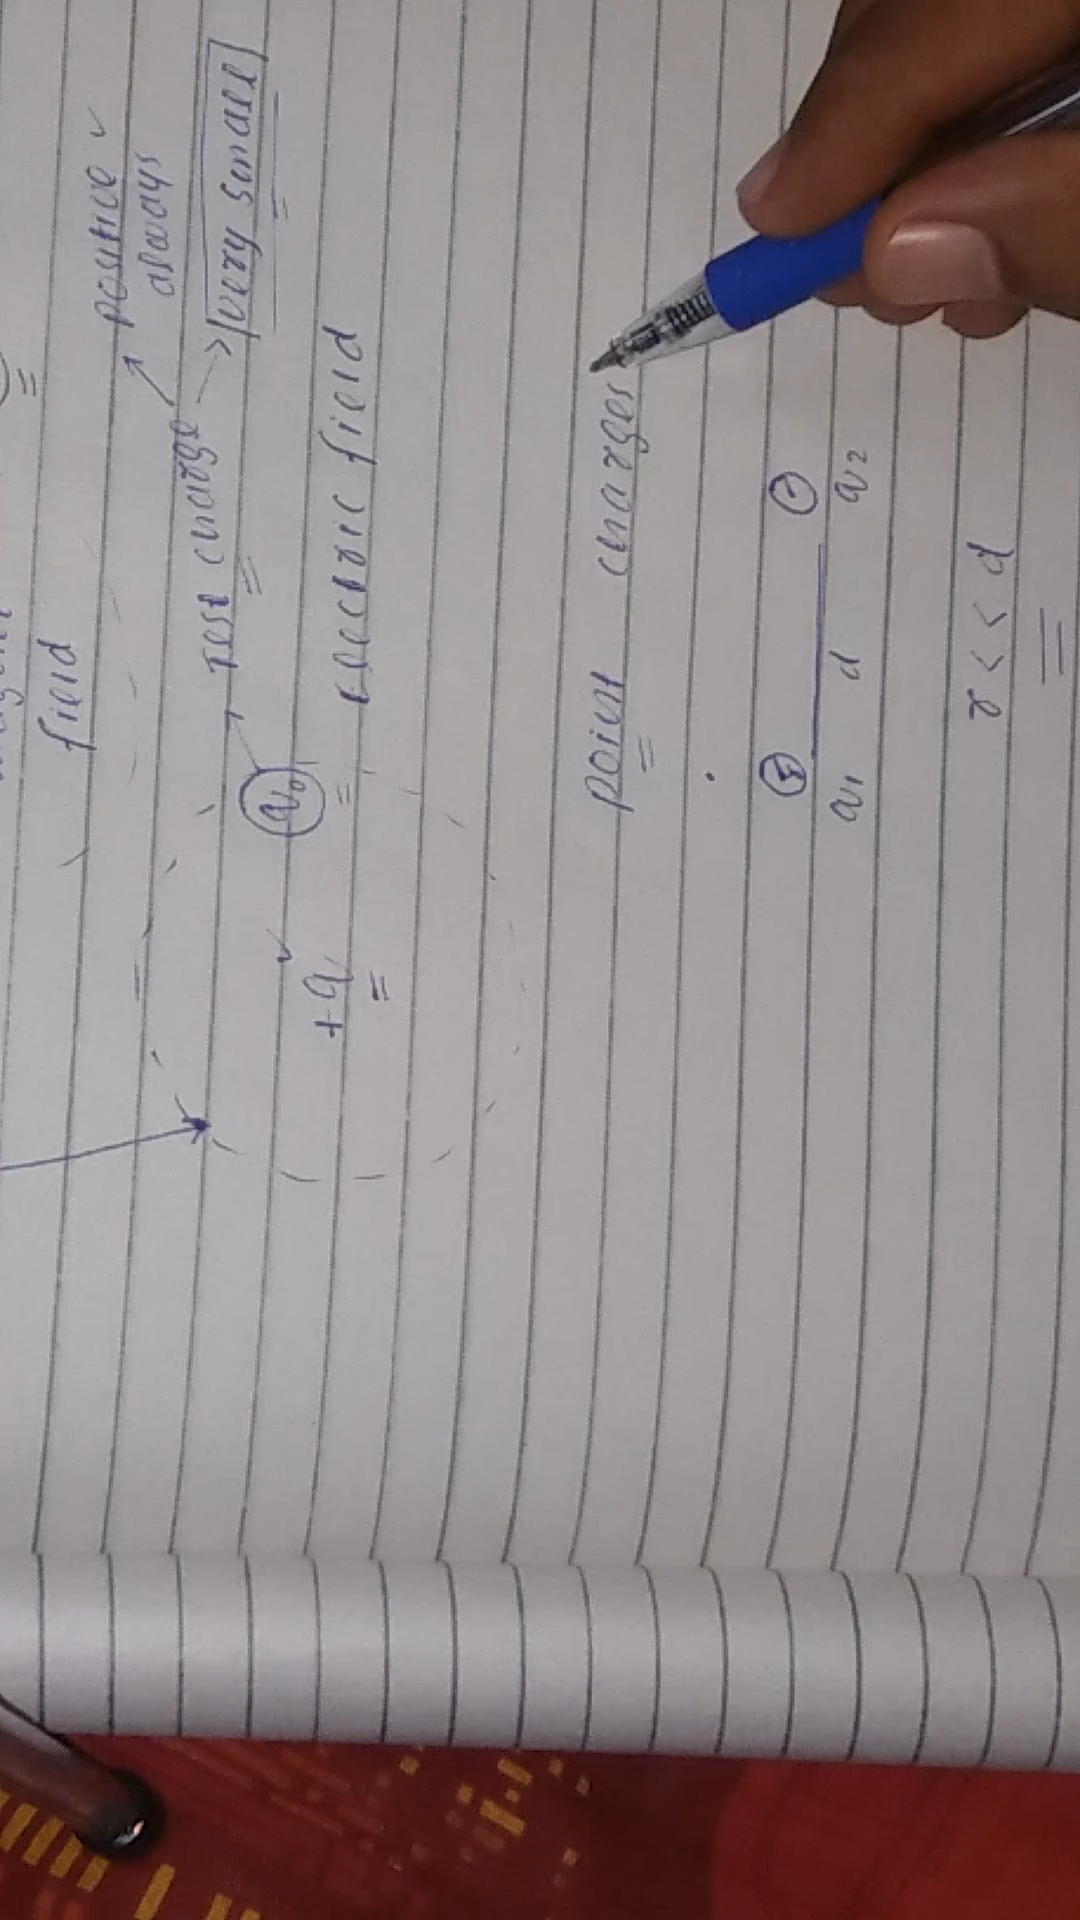 field
positive ✓
always
test charge → very small
q₀
+q
electric field
point charges
q₁ d q₂
r << d